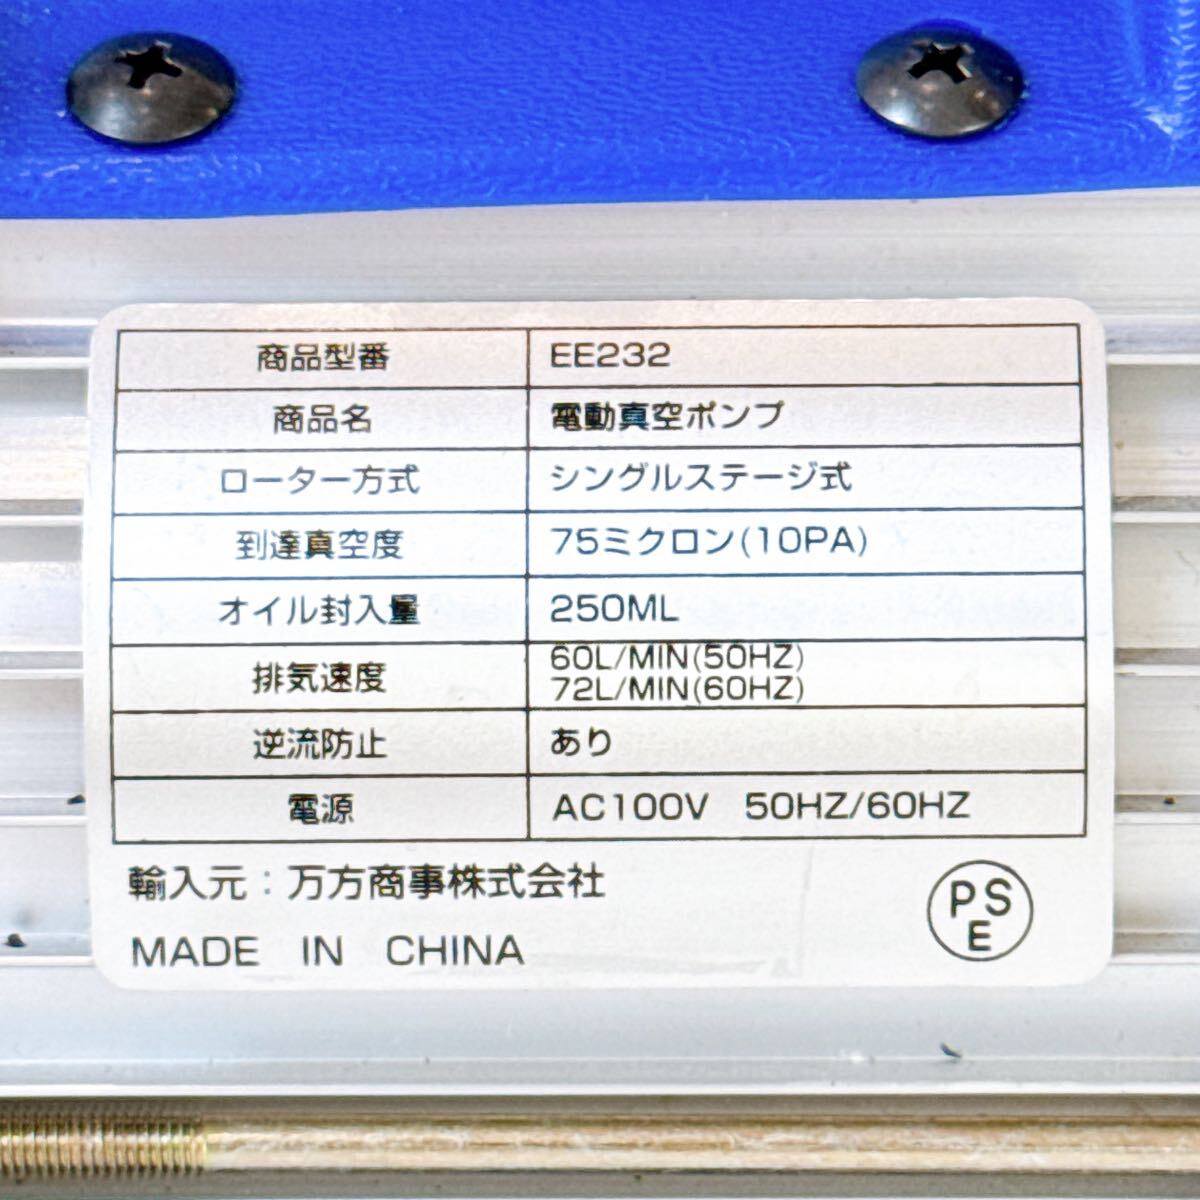 商品型番 EE232
商品名 電動真空ポンプ
ローター方式 シングルステージ式
到達真空度 75ミクロン(10PA)
オイル封入量 250ML
排気速度 60L/MIN(50HZ)
72L/MIN(60HZ)
逆流防止 あり
電源 AC100V 50HZ/60HZ
輸入元：万方商事株式会社
MADE IN CHINA
PS
E